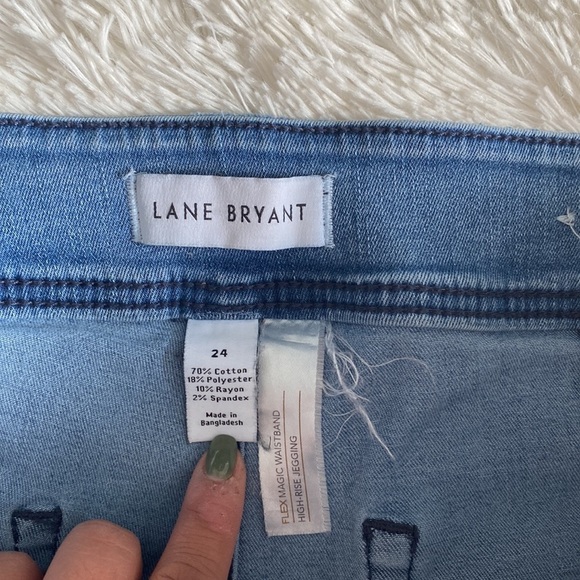 LANE BRYANT
24
70% Cotton
18% Polyester
10% Rayon
2% Spandex
Made in
Bangladesh
FLEX MAGIC WAISTBAND
HIGH-RISE JEGGING